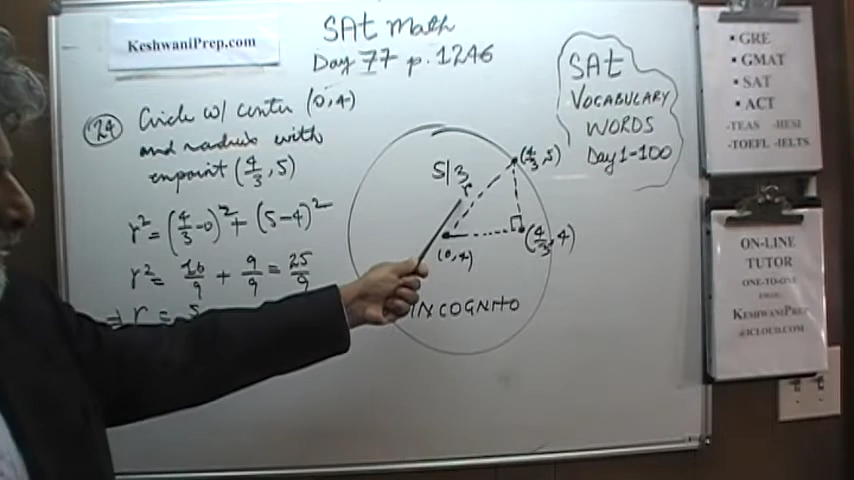 KeshwaniPrep.com
SAt Math
Day 77 p. 1246
24 Circle w/ center (0,4)
and radius with
enpoint (4/3, 5)
r² = (4/3 - 0)² + (5-4)²
r² = 16/9 + 9/9 = 25/9
⇒ r = 5
5/3
r
(4/3, 5)
(0,4)
(4/3, 4)
INCOGNITO
SAt
VOCABULARY
WORDS
Day 1-100
• GRE
• GMAT
• SAT
• ACT
-TEAS -HESI
-TOEFL -IELTS
ON-LINE
TUTOR
ONE-TO-ONE
EMAIL:
KESHWANIPREP
@ICLOUD.COM